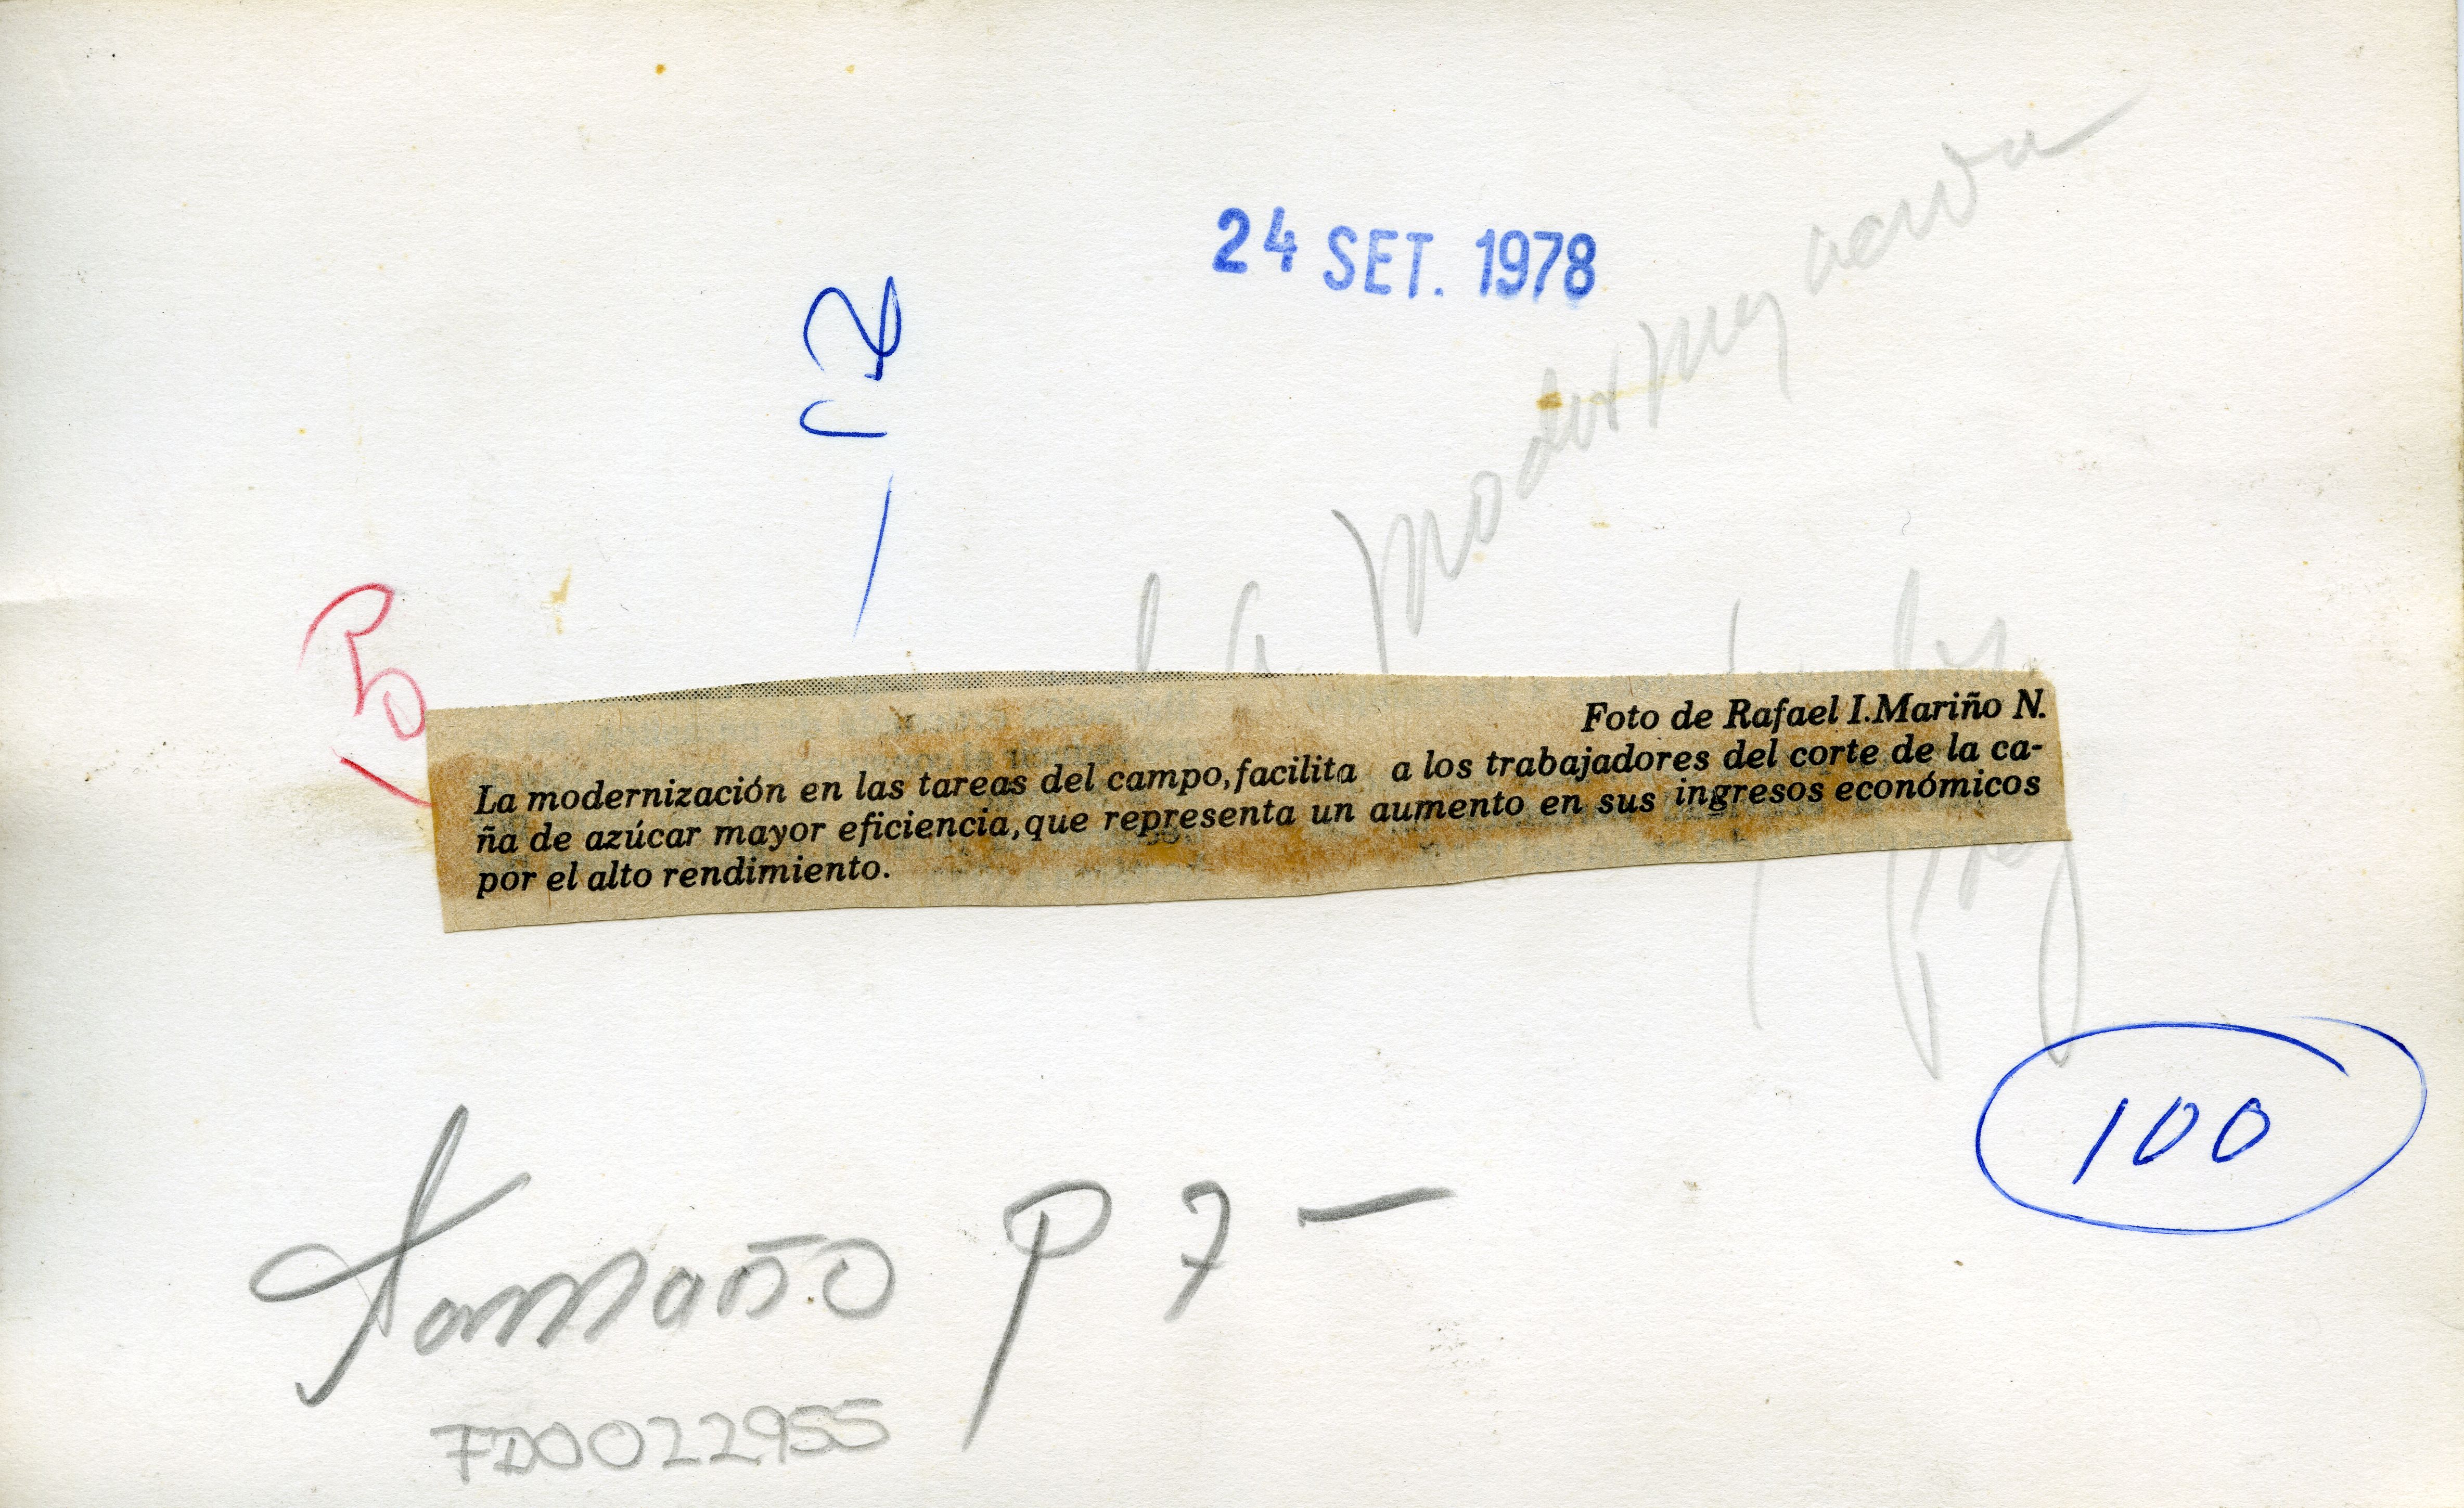 24 SET. 1978
Foto de Rafael I.Mariño N.
La modernización en las tareas del campo,facilita a los trabajadores del corte de la ca-
ña de azúcar mayor eficiencia,que representa un aumento en sus ingresos económicos
por el alto rendimiento.
100
tamaño P 7 -
FD0022955